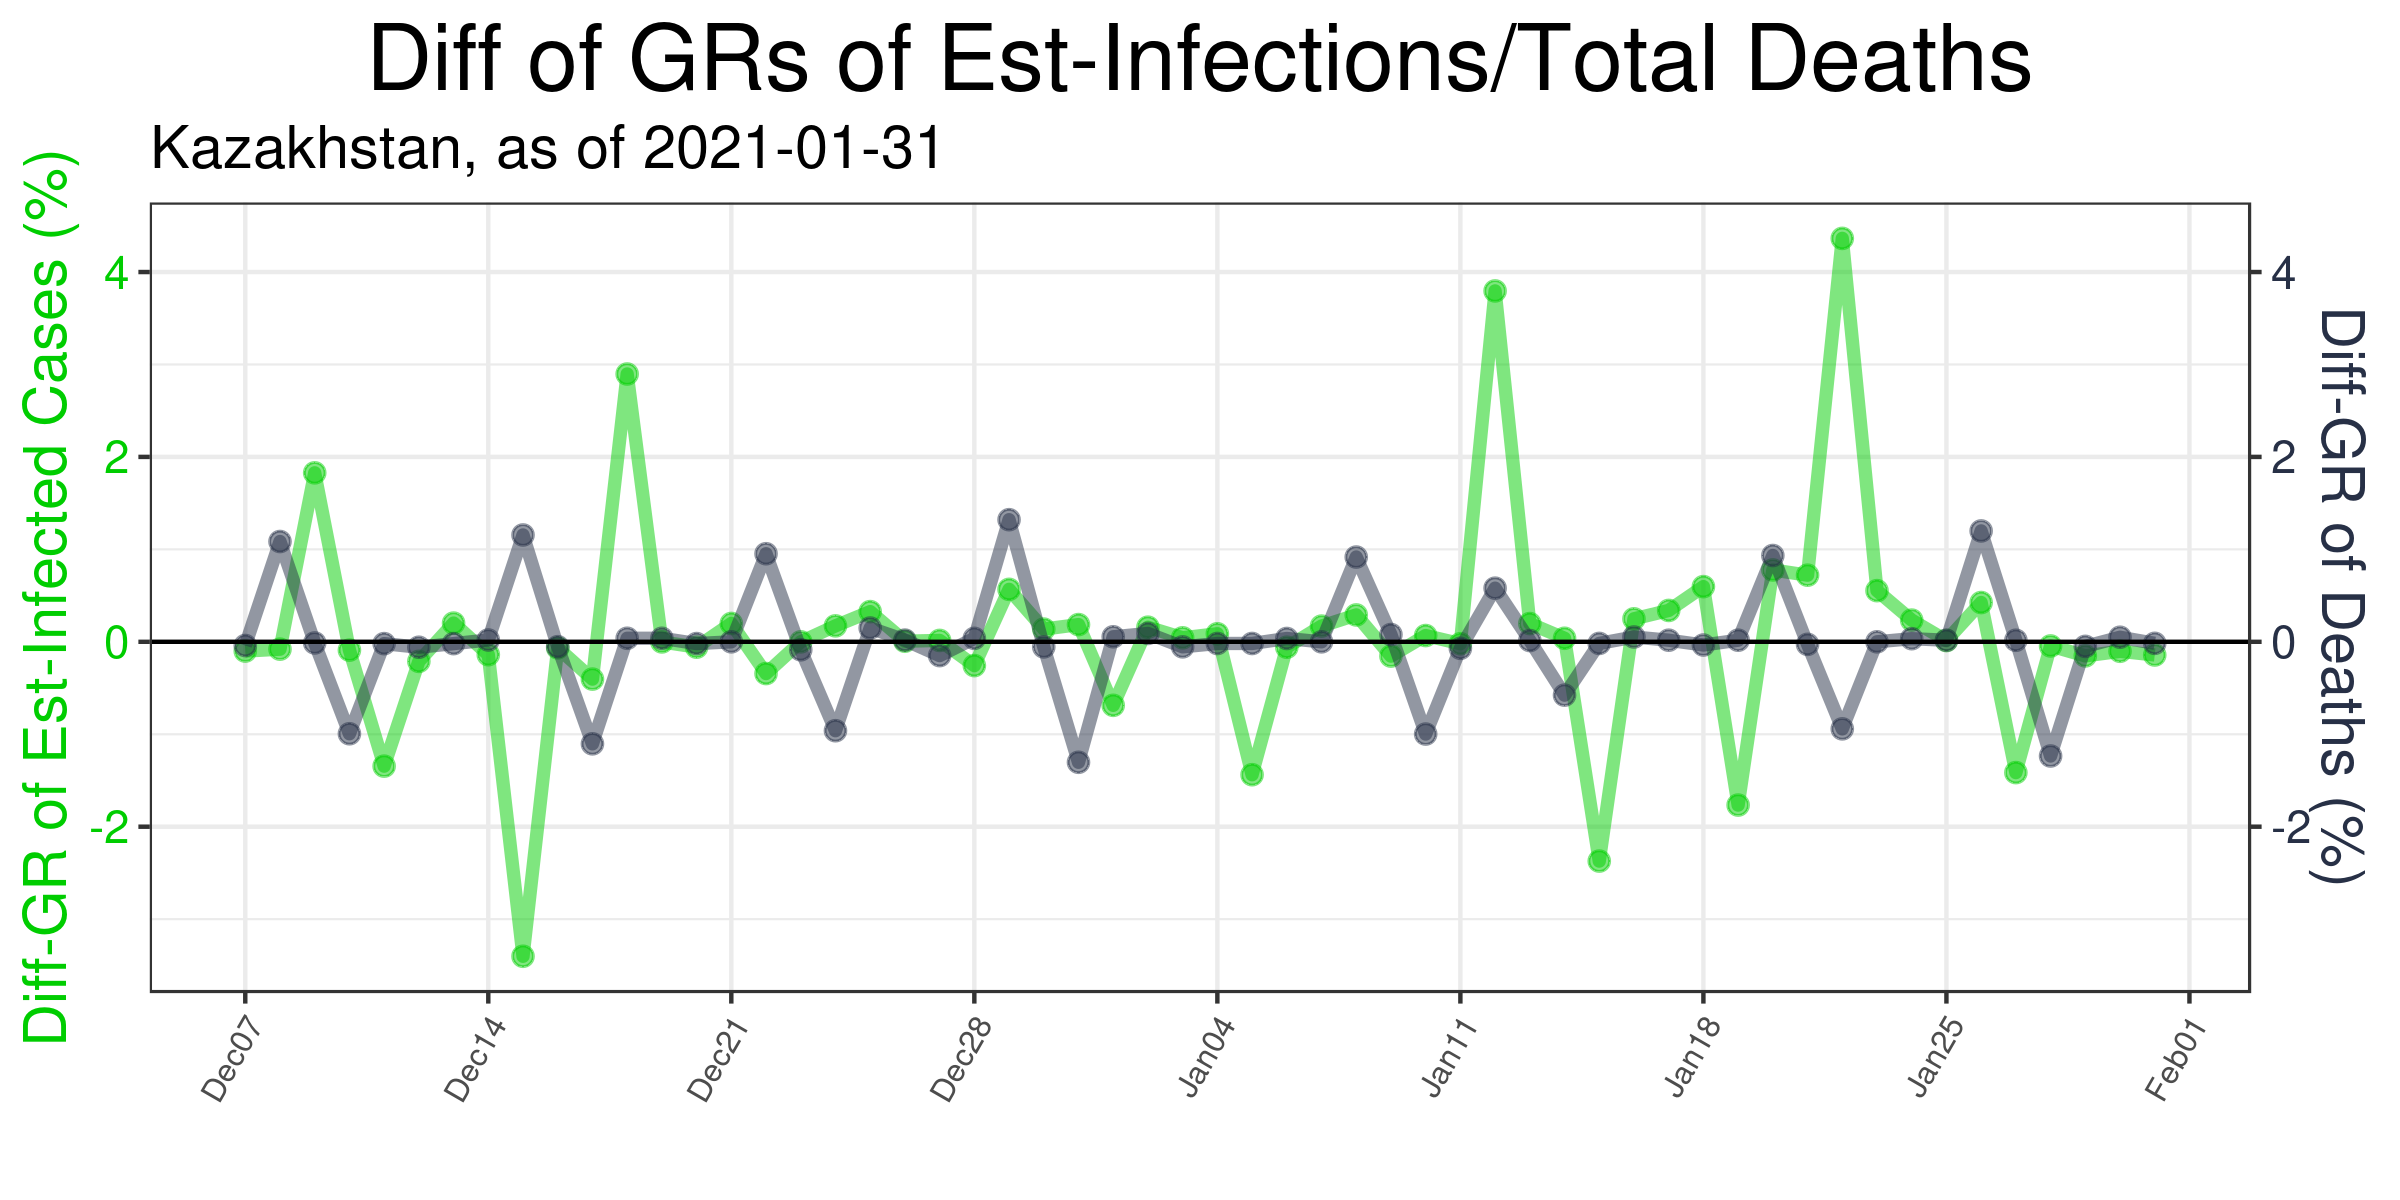 Diff of GRs of Est-Infections/Total Deaths
Kazakhstan, as of 2021-01-31
Diff-GR of Est-Infected Cases (%)
4
2
0
-2
4
2
0
-2
Diff-GR of Deaths (%)
Dec07
Dec14
Dec21
Dec28
Jan04
Jan11
Jan18
Jan25
Feb01